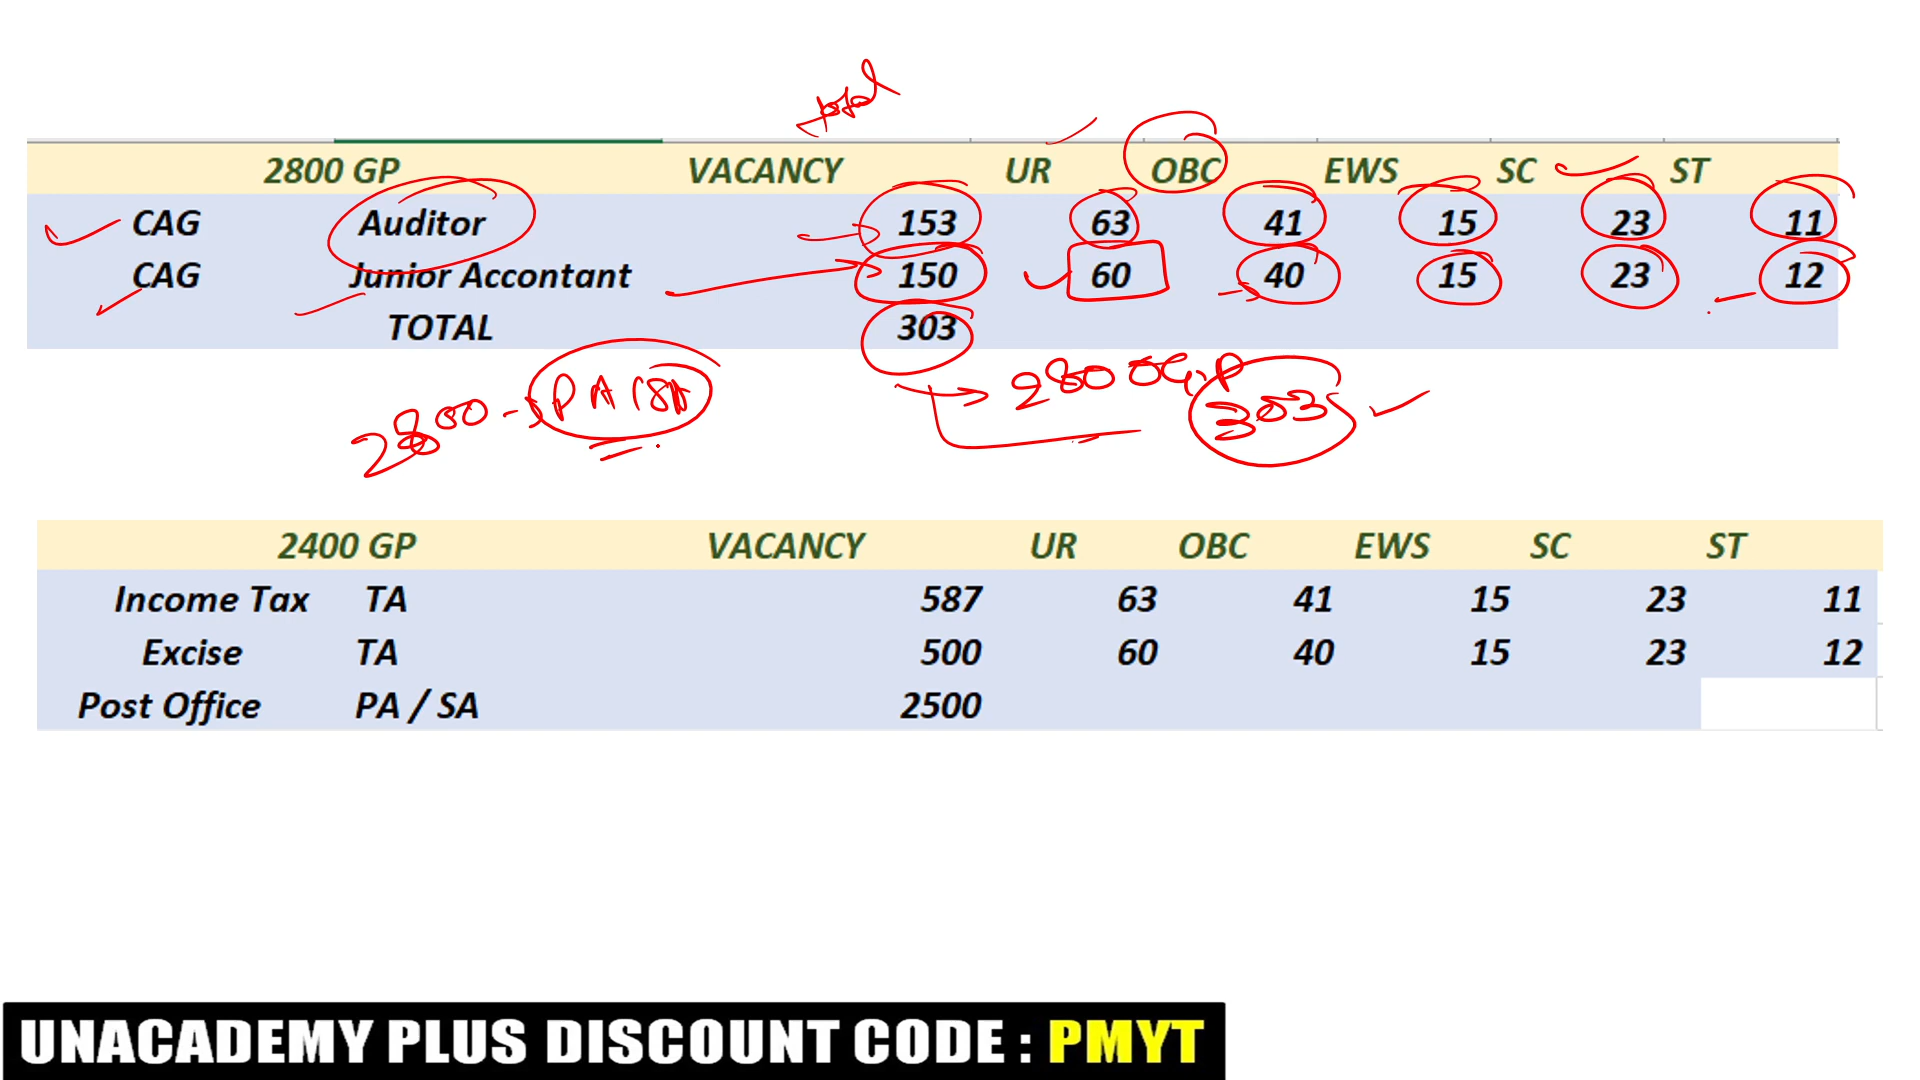 total
2800 GP VACANCY UR OBC EWS SC ST
CAG Auditor 153 63 41 15 23 11
CAG Junior Accontant 150 60 40 15 23 12
TOTAL 303
2800 PA / SA
2800 G.P
303
2400 GP VACANCY UR OBC EWS SC ST
Income Tax TA 587 63 41 15 23 11
Excise TA 500 60 40 15 23 12
Post Office PA / SA 2500
UNACADEMY PLUS DISCOUNT CODE : PMYT